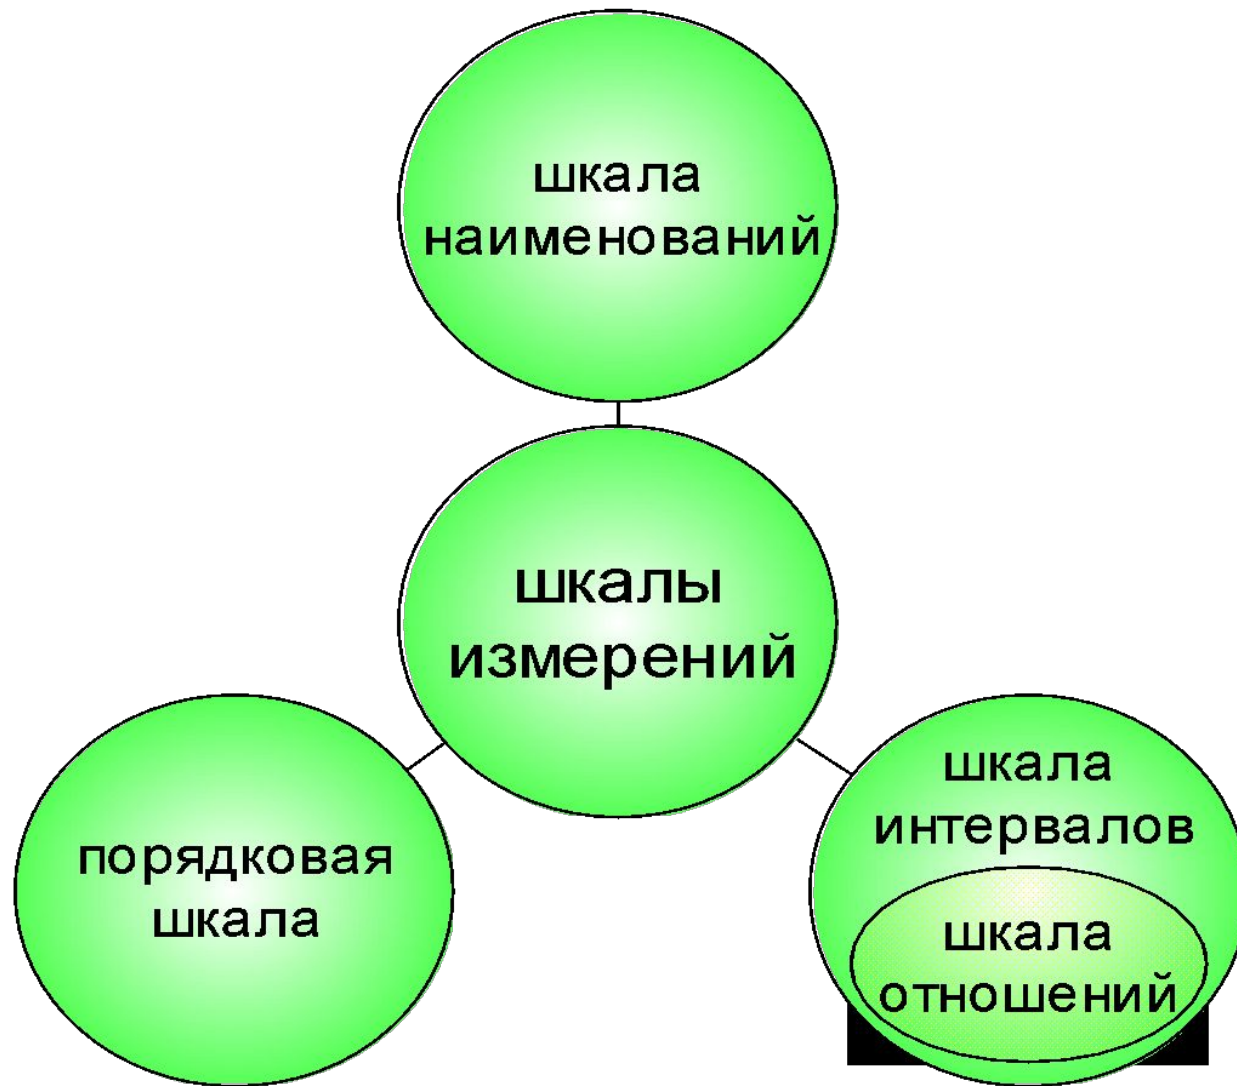 шкала
наименований
шкалы
измерений
порядковая
шкала
шкала
интервалов
шкала
отношений